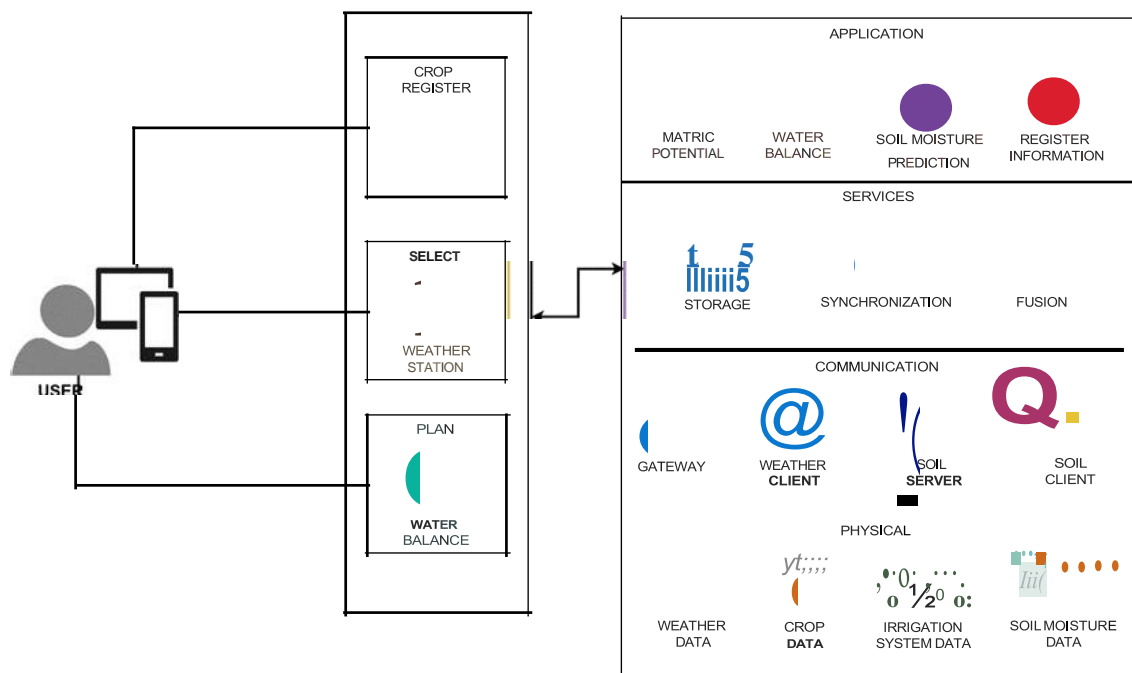 USER
CROP
REGISTER
SELECT
WEATHER
STATION
PLAN
WATER
BALANCE
APPLICATION
MATRIC
POTENTIAL
WATER
BALANCE
SOIL MOISTURE
PREDICTION
REGISTER
INFORMATION
SERVICES
t 5
STORAGE
SYNCHRONIZATION
FUSION
COMMUNICATION
@
Q
GATEWAY
WEATHER
CLIENT
SOIL
SERVER
SOIL
CLIENT
PHYSICAL
yt;;;;
WEATHER
DATA
CROP
DATA
IRRIGATION
SYSTEM DATA
SOIL MOISTURE
DATA